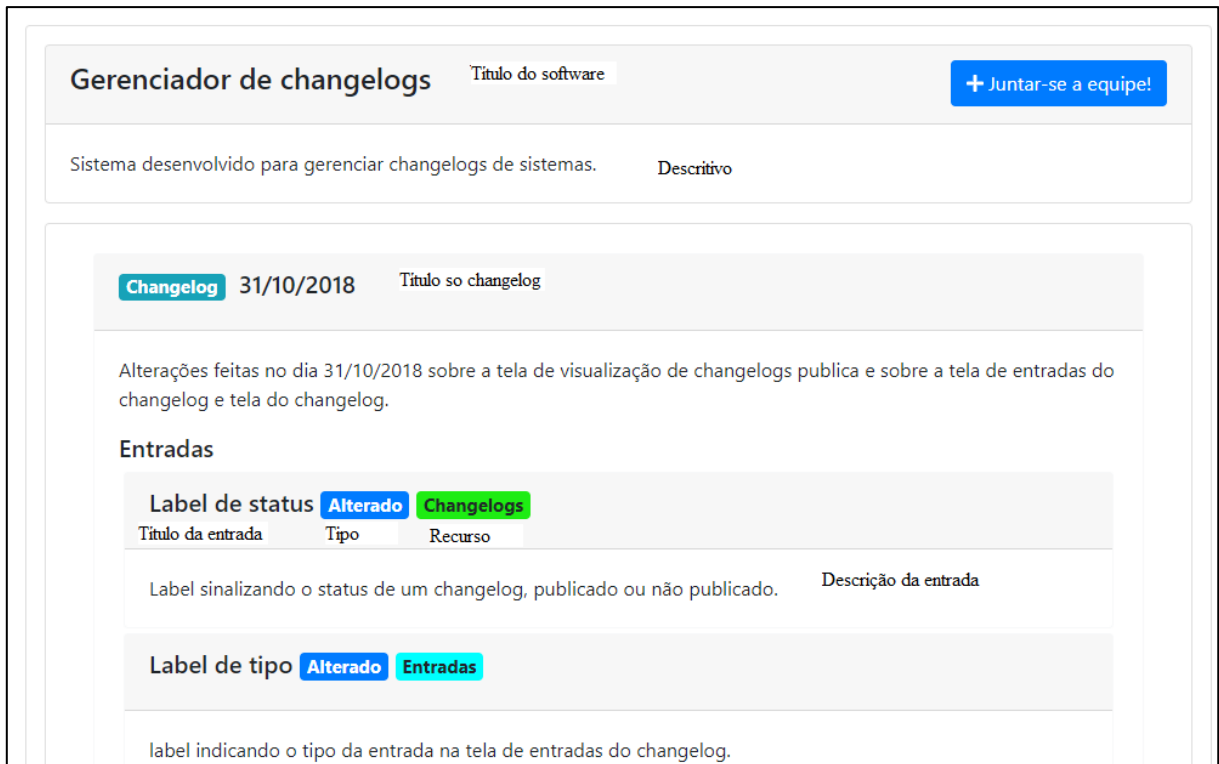 Gerenciador de changelogs Título do software + Juntar-se a equipe!
Sistema desenvolvido para gerenciar changelogs de sistemas. Descritivo
Changelog 31/10/2018 Título so changelog
Alterações feitas no dia 31/10/2018 sobre a tela de visualização de changelogs publica e sobre a tela de entradas do
changelog e tela do changelog.
Entradas
Label de status Alterado Changelogs
Título da entrada Tipo Recurso
Label sinalizando o status de um changelog, publicado ou não publicado. Descrição da entrada
Label de tipo Alterado Entradas
label indicando o tipo da entrada na tela de entradas do changelog.